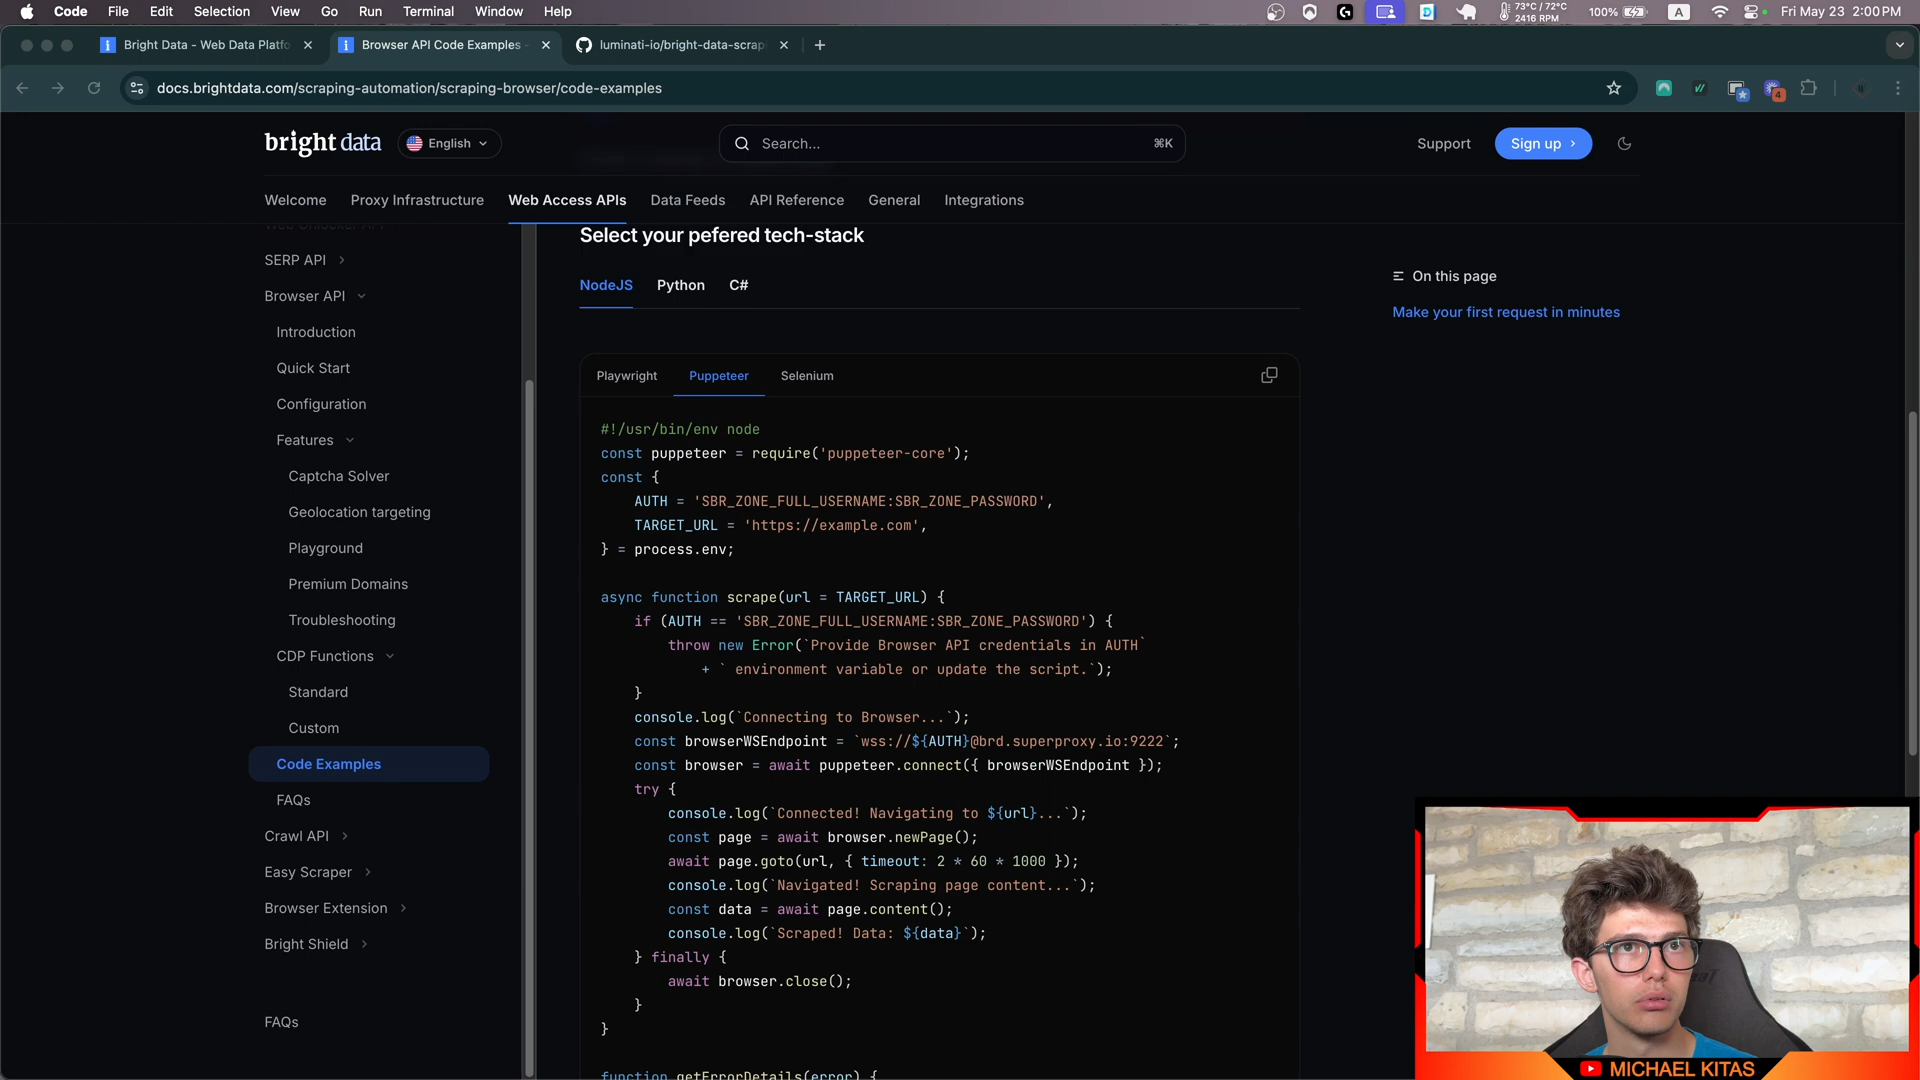 Code File Edit Selection View Go Run Terminal Window Help
73°C / 72°C
2416 RPM
100%
A
Fri May 23 2:00 PM
Bright Data - Web Data Platfo
Browser API Code Examples -
luminati-io/bright-data-scrap
docs.brightdata.com/scraping-automation/scraping-browser/code-examples
4
bright data
English
Search...
⌘K
Support
Sign up
Welcome
Proxy Infrastructure
Web Access APIs
Data Feeds
API Reference
General
Integrations
Web Unlocker API
SERP API
Browser API
Introduction
Quick Start
Configuration
Features
Captcha Solver
Geolocation targeting
Playground
Premium Domains
Troubleshooting
CDP Functions
Standard
Custom
Code Examples
FAQs
Crawl API
Easy Scraper
Browser Extension
Bright Shield
FAQs
Select your pefered tech-stack
NodeJS Python C#
Playwright Puppeteer Selenium
#!/usr/bin/env node
const puppeteer = require('puppeteer-core');
const {
AUTH = 'SBR_ZONE_FULL_USERNAME:SBR_ZONE_PASSWORD',
TARGET_URL = 'https://example.com',
} = process.env;
async function scrape(url = TARGET_URL) {
if (AUTH == 'SBR_ZONE_FULL_USERNAME:SBR_ZONE_PASSWORD') {
throw new Error(`Provide Browser API credentials in AUTH`
+ ` environment variable or update the script.`);
}
console.log(`Connecting to Browser...`);
const browserWSEndpoint = `wss://${AUTH}@brd.superproxy.io:9222`;
const browser = await puppeteer.connect({ browserWSEndpoint });
try {
console.log(`Connected! Navigating to ${url}...`);
const page = await browser.newPage();
await page.goto(url, { timeout: 2 * 60 * 1000 });
console.log(`Navigated! Scraping page content...`);
const data = await page.content();
console.log(`Scraped! Data: ${data}`);
} finally {
await browser.close();
}
}
function getErrorDetails(error) {
On this page
Make your first request in minutes
MICHAEL KITAS